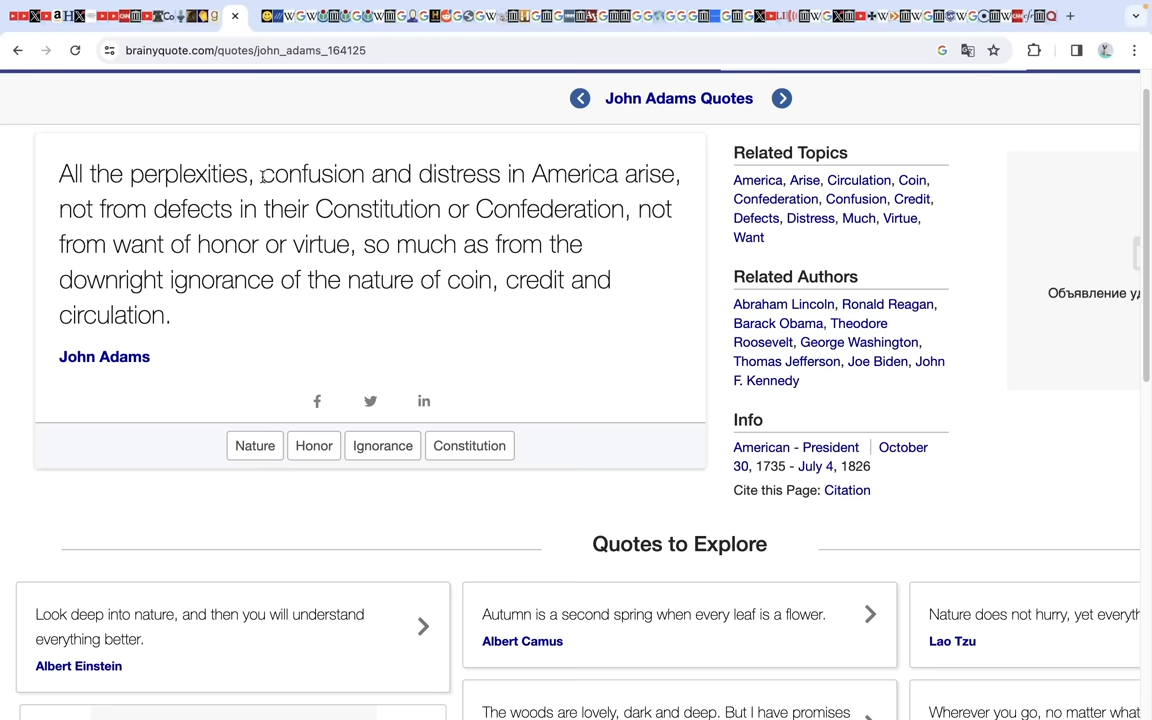 brainyquote.com/quotes/john_adams_164125
John Adams Quotes
All the perplexities, confusion and distress in America arise,
not from defects in their Constitution or Confederation, not
from want of honor or virtue, so much as from the
downright ignorance of the nature of coin, credit and
circulation.
John Adams
Nature Honor Ignorance Constitution
Related Topics
America, Arise, Circulation, Coin,
Confederation, Confusion, Credit,
Defects, Distress, Much, Virtue,
Want
Related Authors
Abraham Lincoln, Ronald Reagan,
Barack Obama, Theodore
Roosevelt, George Washington,
Thomas Jefferson, Joe Biden, John
F. Kennedy
Info
American - President October
30, 1735 - July 4, 1826
Cite this Page: Citation
Объявление
Quotes to Explore
Look deep into nature, and then you will understand
everything better.
Albert Einstein
Autumn is a second spring when every leaf is a flower.
Albert Camus
The woods are lovely, dark and deep. But I have promises
Nature does not hurry, yet
Lao Tzu
Wherever you go, no matter what